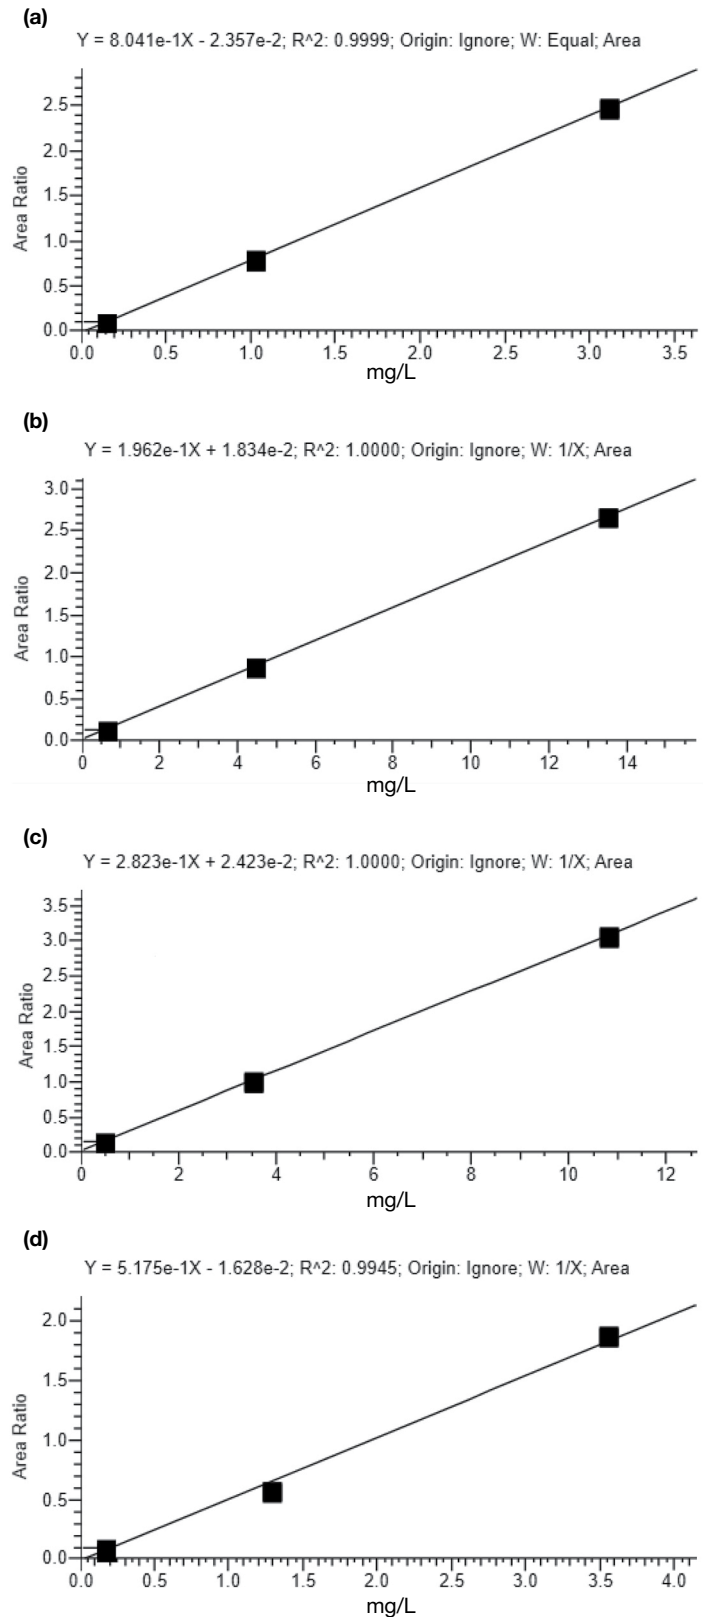 (a)
Y = 8.041e-1X - 2.357e-2; R^2: 0.9999; Origin: Ignore; W: Equal; Area
2.5
2.0
1.5
1.0
0.5
0.0
Area Ratio
0.0 0.5 1.0 1.5 2.0 2.5 3.0 3.5
mg/L
(b)
Y = 1.962e-1X + 1.834e-2; R^2: 1.0000; Origin: Ignore; W: 1/X; Area
3.0
2.5
2.0
1.5
1.0
0.5
0.0
Area Ratio
0 2 4 6 8 10 12 14
mg/L
(c)
Y = 2.823e-1X + 2.423e-2; R^2: 1.0000; Origin: Ignore; W: 1/X; Area
3.5
3.0
2.5
2.0
1.5
1.0
0.5
0.0
Area Ratio
0 2 4 6 8 10 12
mg/L
(d)
Y = 5.175e-1X - 1.628e-2; R^2: 0.9945; Origin: Ignore; W: 1/X; Area
2.0
1.5
1.0
0.5
0.0
Area Ratio
0.0 0.5 1.0 1.5 2.0 2.5 3.0 3.5 4.0
mg/L